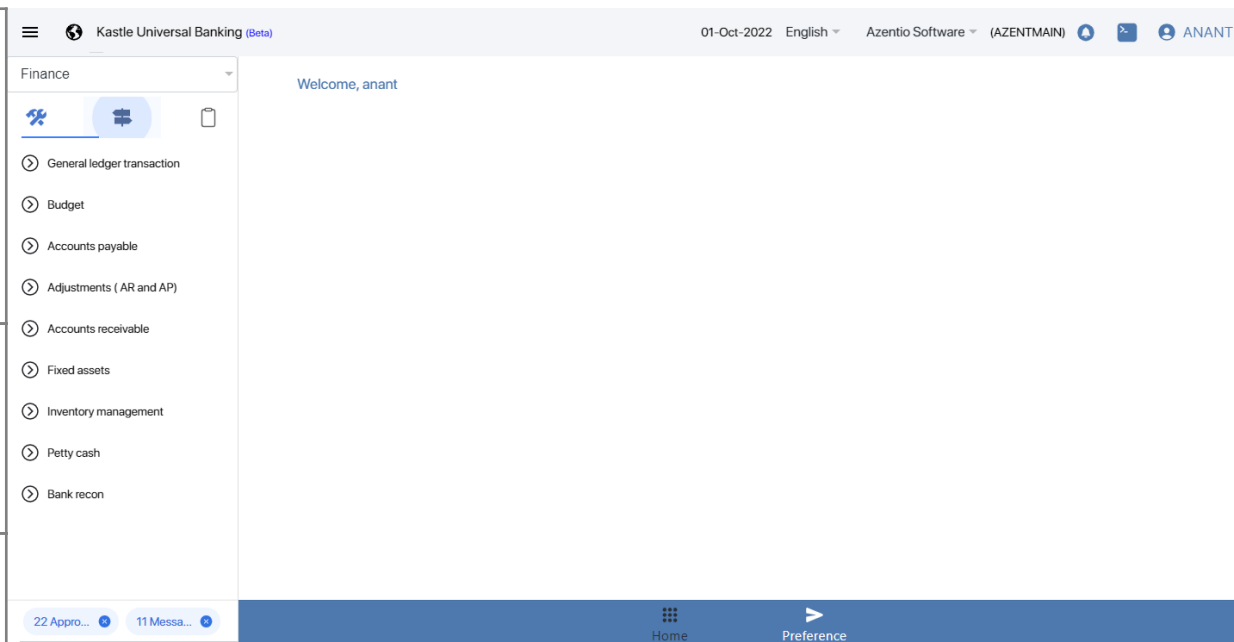 Kastle Universal Banking (Beta)
01-Oct-2022 English Azentio Software (AZENTMAIN) ANANT
Finance
Welcome, anant
General ledger transaction
Budget
Accounts payable
Adjustments ( AR and AP)
Accounts receivable
Fixed assets
Inventory management
Petty cash
Bank recon
22 Appro... 11 Messa...
Home Preference